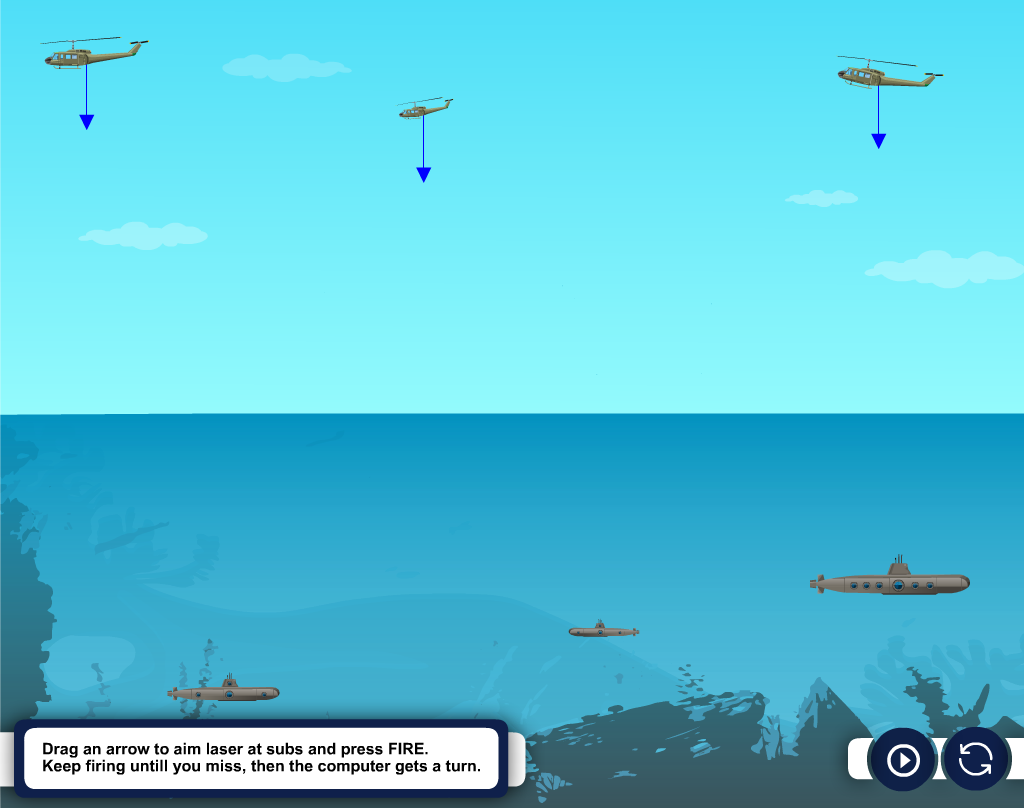 Drag an arrow to aim laser at subs and press FIRE.
Keep firing untill you miss, then the computer gets a turn.